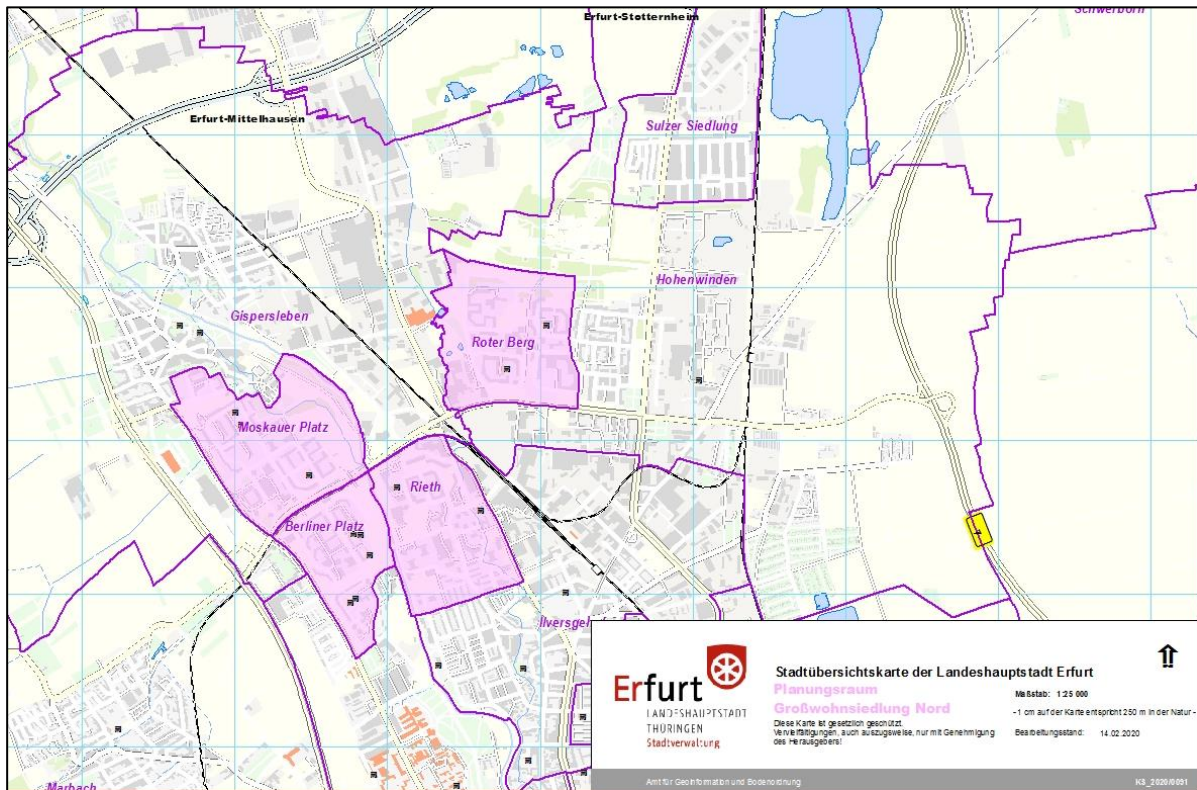 Erfurt-Stotternheim
Schwerborn
Erfurt-Mittelhausen
Sulzer Siedlung
Hohenwinden
Gispersleben
Roter Berg
Moskauer Platz
Rieth
Berliner Platz
Ilversge
Marbach
Erfurt
LANDESHAUPTSTADT
THÜRINGEN
Stadtverwaltung
Stadtübersichtskarte der Landeshauptstadt Erfurt
Planungsraum
Großwohnsiedlung Nord
Diese Karte ist gesetzlich geschützt.
Vervielfältigungen, auch auszugsweise, nur mit Genehmigung
des Herausgebers!
Maßstab: 1:25 000
- 1 cm auf der Karte entspricht 250 m in der Natur -
Bearbeitungsstand: 14.02.2020
Amt für Geoinformation und Bodenordnung
KS_2020/0091